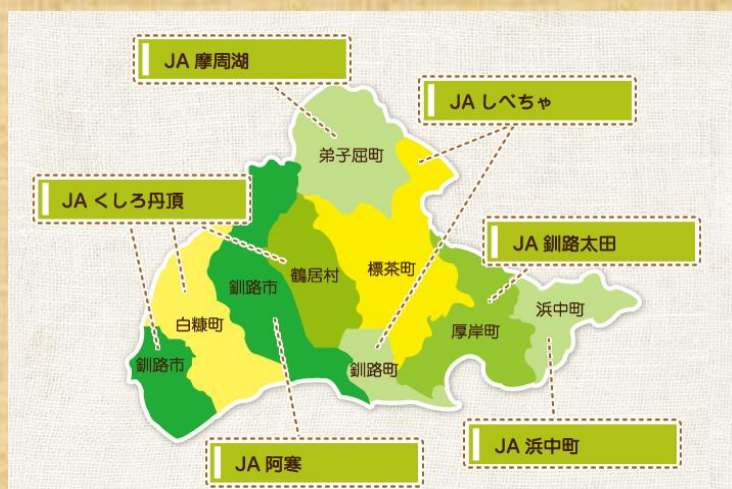 JA 摩周湖
JA しべちゃ
弟子屈町
JA くしろ丹頂
JA 釧路太田
鶴居村
標茶町
釧路市
浜中町
白糠町
厚岸町
釧路市
釧路町
JA 浜中町
JA 阿寒